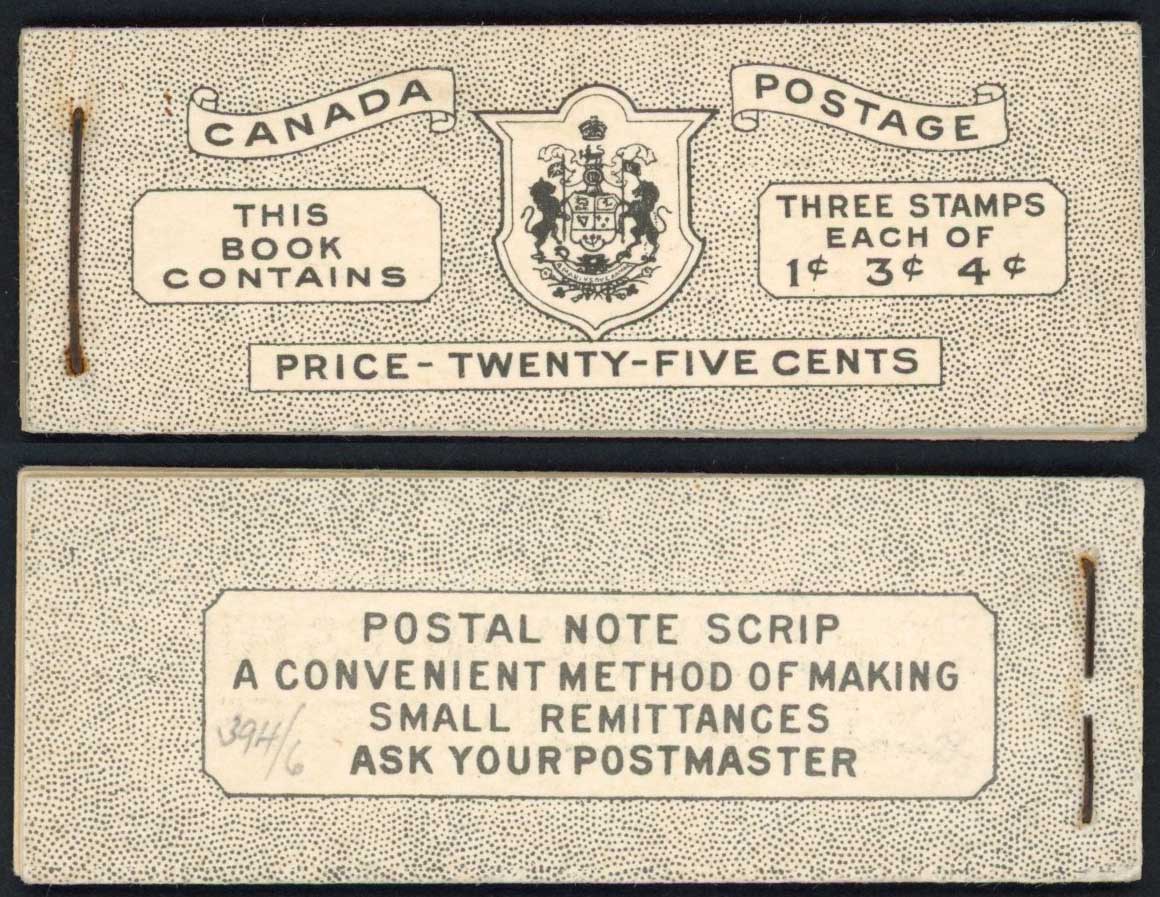 CANADA POSTAGE
THIS
BOOK
CONTAINS
THREE STAMPS
EACH OF
1¢ 3¢ 4¢
PRICE - TWENTY-FIVE CENTS
POSTAL NOTE SCRIP
A CONVENIENT METHOD OF MAKING
SMALL REMITTANCES
ASK YOUR POSTMASTER
394/6